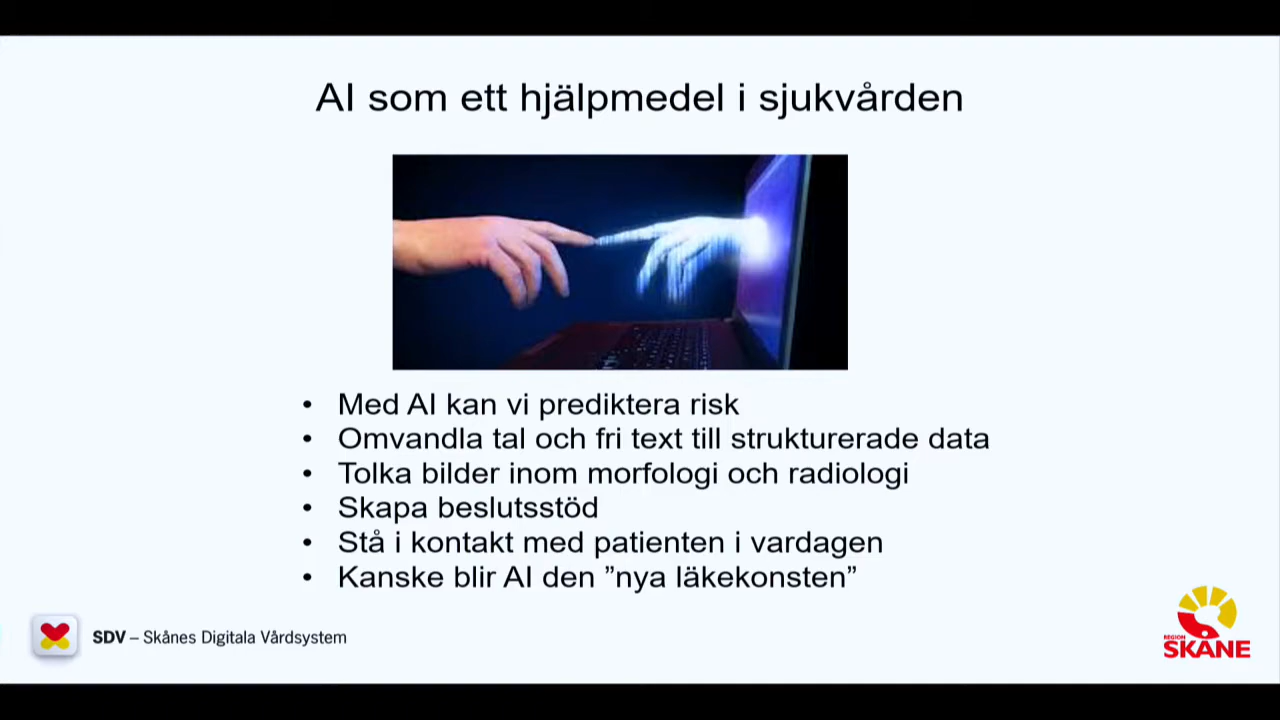 AI som ett hjälpmedel i sjukvården
• Med AI kan vi prediktera risk
• Omvandla tal och fri text till strukturerade data
• Tolka bilder inom morfologi och radiologi
• Skapa beslutsstöd
• Stå i kontakt med patienten i vardagen
• Kanske blir AI den ”nya läkekonsten”
SDV – Skånes Digitala Vårdsystem
REGION
SKÅNE